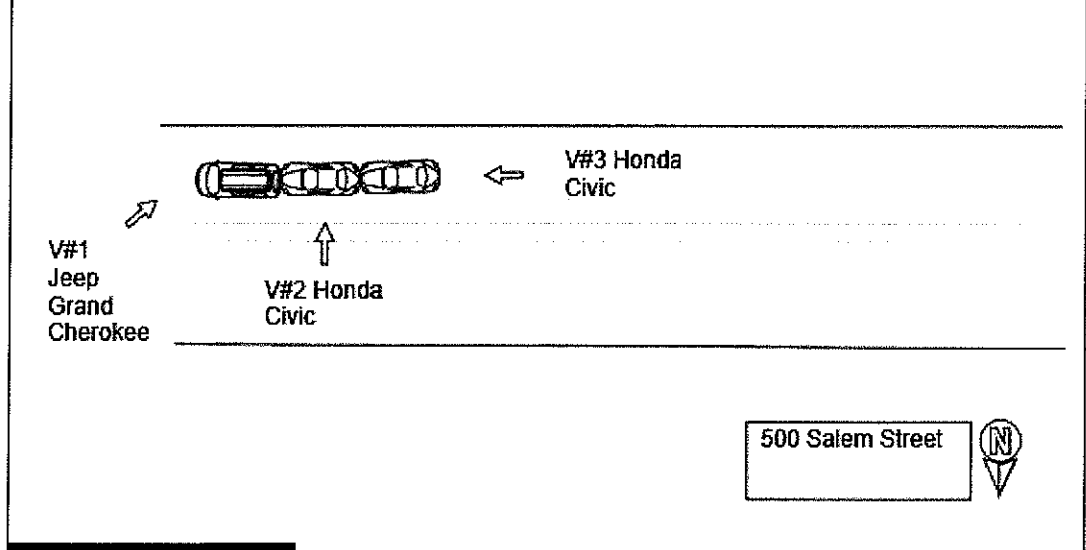 V#3 Honda
Civic
V#1
Jeep
Grand
Cherokee
V#2 Honda
Civic
500 Salem Street
N